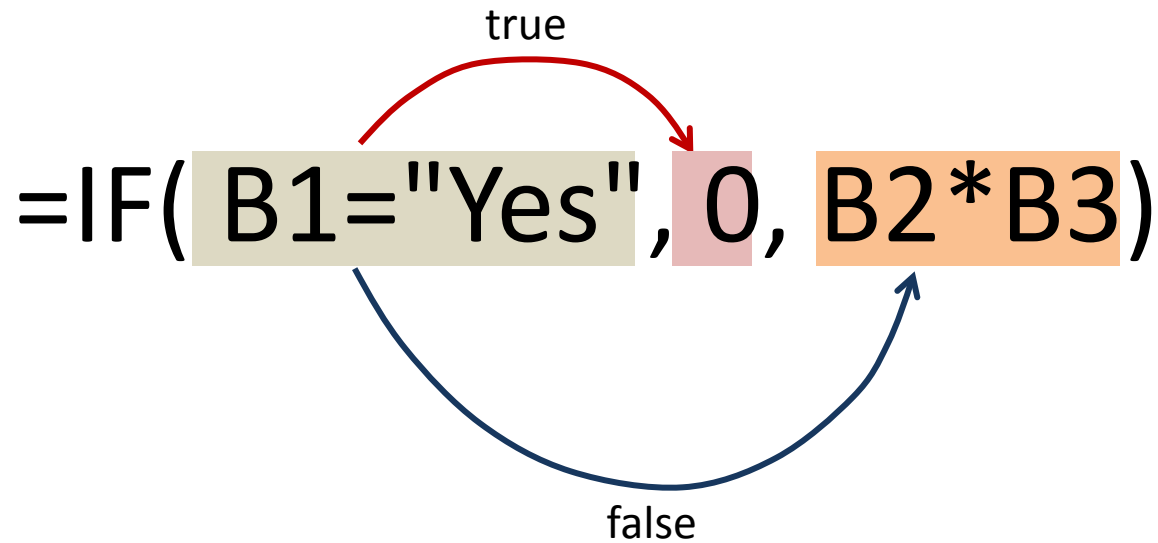 true
=IF( B1="Yes", 0, B2*B3)
false